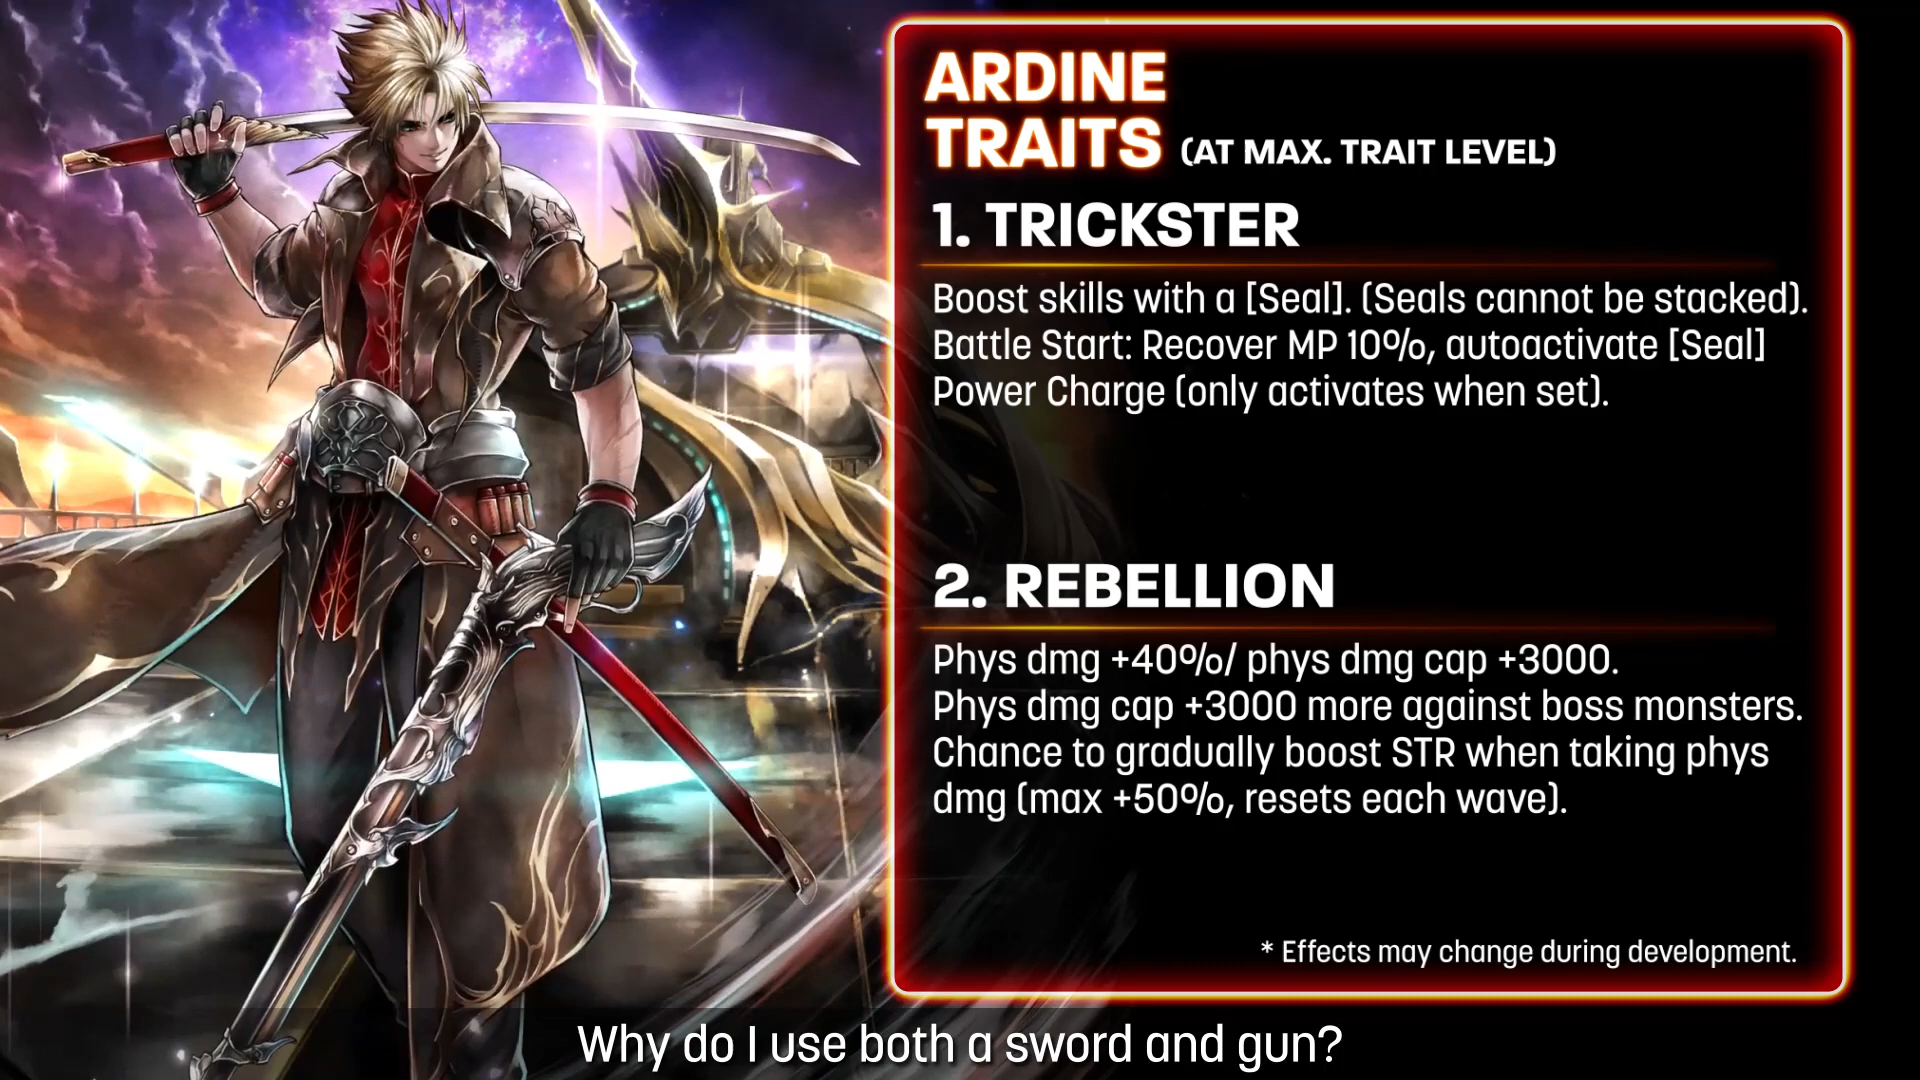 ARDINE
TRAITS (AT MAX. TRAIT LEVEL)
1. TRICKSTER
Boost skills with a [Seal]. (Seals cannot be stacked).
Battle Start: Recover MP 10%, autoactivate [Seal]
Power Charge (only activates when set).
2. REBELLION
Phys dmg +40%/ phys dmg cap +3000.
Phys dmg cap +3000 more against boss monsters.
Chance to gradually boost STR when taking phys
dmg (max +50%, resets each wave).
* Effects may change during development.
Why do I use both a sword and gun?